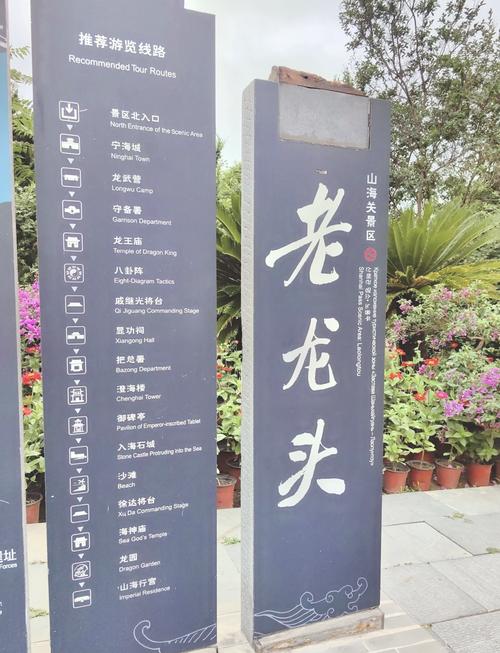 推荐游览线路
Recommended Tour Routes
景区北入口
North Entrance of the Scenic Area
宁海城
Ninghai Town
龙武营
Longwu Camp
守备署
Garrison Department
龙王庙
Temple of Dragon King
八卦阵
Eight-Diagram Tactics
戚继光将台
Qi Jiguang Commanding Stage
显功祠
Xiangong Hall
把总署
Bazong Department
澄海楼
Chenghai Tower
御碑亭
Pavilion of Emperor-inscribed Tablet
入海石城
Stone Castle Protruding into the Sea
沙滩
Beach
徐达将台
Xu Da Commanding Stage
海神庙
Sea God's Temple
龙园
Dragon Garden
山海行宫
Imperial Residence
老龙头
山海关景区
Shanhai Pass Scenic Area: Laolongtou
遗址
Forces